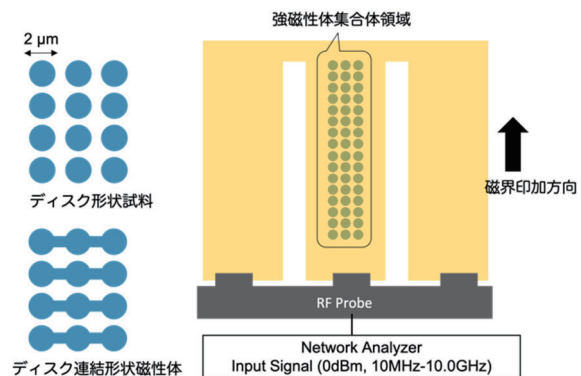 2 μm
ディスク形状試料
ディスク連結形状磁性体
強磁性体集合体領域
磁界印加方向
RF Probe
Network Analyzer
Input Signal (0dBm, 10MHz-10.0GHz)